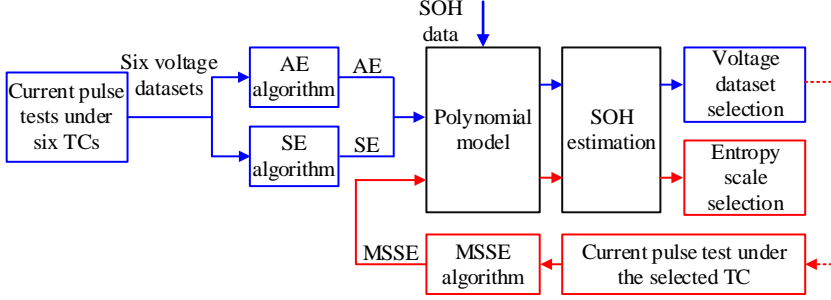 SOH
data
Six voltage
datasets
Current pulse
tests under
six TCs
AE
algorithm
AE
SE
algorithm
SE
Polynomial
model
SOH
estimation
Voltage
dataset
selection
Entropy
scale
selection
MSSE
MSSE
algorithm
Current pulse test under
the selected TC